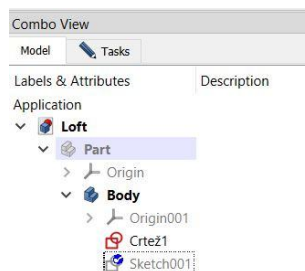 Combo View
Model Tasks
Labels & Attributes Description
Application
Loft
Part
Origin
Body
Origin001
Crtež1
Sketch001